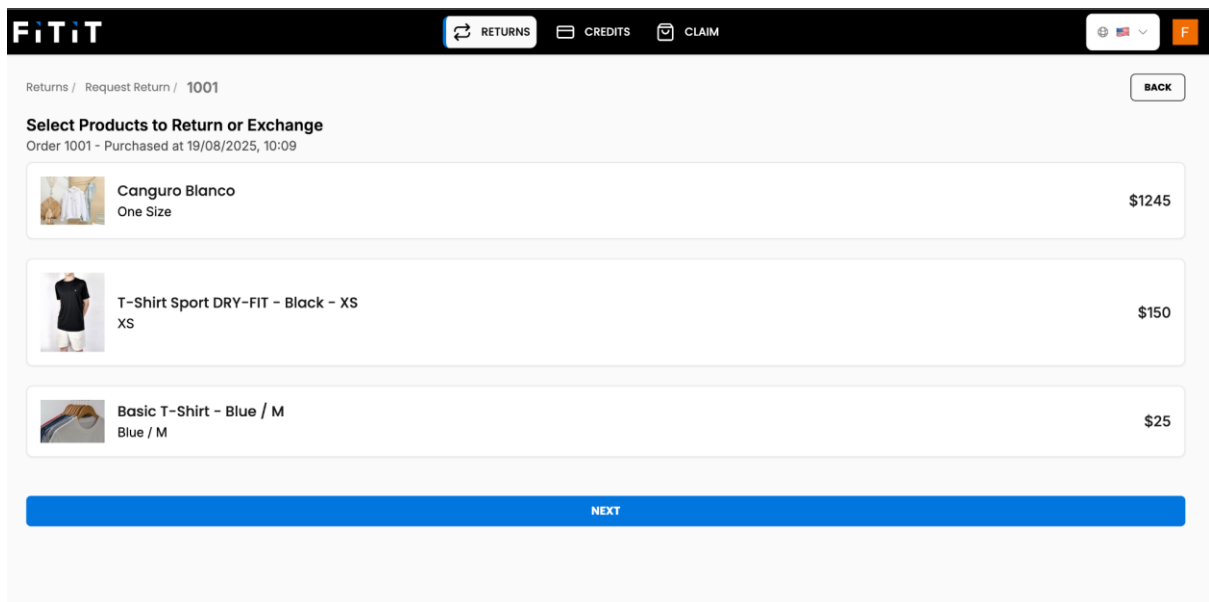 FiTiT
RETURNS
CREDITS
CLAIM
F
Returns / Request Return / 1001
BACK
Select Products to Return or Exchange
Order 1001 - Purchased at 19/08/2025, 10:09
Canguro Blanco
One Size
$1245
T-Shirt Sport DRY-FIT - Black - XS
XS
$150
Basic T-Shirt - Blue / M
Blue / M
$25
NEXT